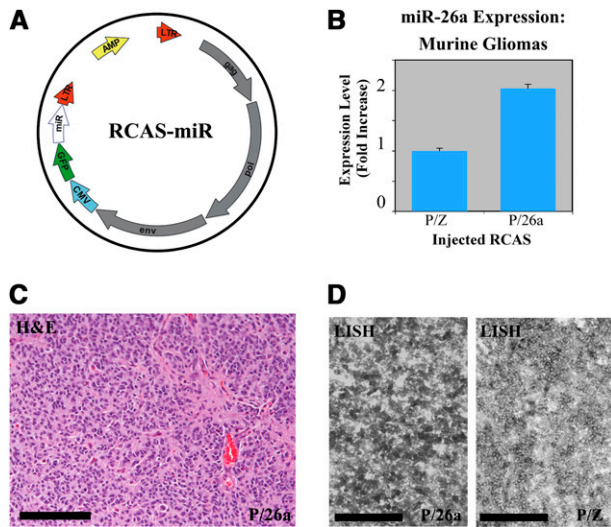 A
AMP
LTR
gag
LTR
miR
RCAS-miR
GFP
pol
CMV
env
B
miR-26a Expression:
Murine Gliomas
Expression Level
(Fold Increase)
2
1
0
P/Z
P/26a
Injected RCAS
C
H&E
P/26a
D
LISH
P/26a
LISH
P/Z